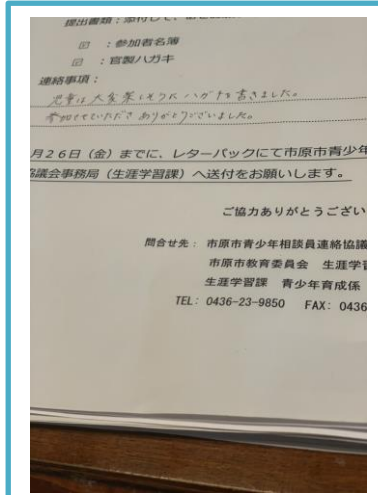 提出書類：添付して、
☑ ：参加者名簿
☑ ：官製ハガキ
連絡事項：
児童は大変楽しそうにハガキを書きました。
参加させていただきありがとうございました。
月２６日（金）までに、レターパックにて市原市青少年
協議会事務局（生涯学習課）へ送付をお願いします。
ご協力ありがとうござい
問合せ先： 市原市青少年相談員連絡協議
市原市教育委員会 生涯学習
生涯学習課 青少年育成係
TEL： 0436-23-9850 FAX： 0436